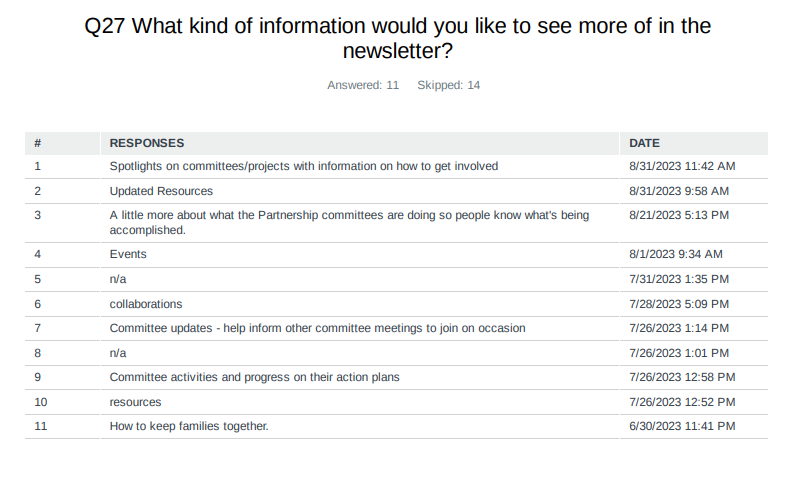 Q27 What kind of information would you like to see more of in the
newsletter?
Answered: 11 Skipped: 14
# RESPONSES DATE
1 Spotlights on committees/projects with information on how to get involved 8/31/2023 11:42 AM
2 Updated Resources 8/31/2023 9:58 AM
3 A little more about what the Partnership committees are doing so people know what's being 8/21/2023 5:13 PM
accomplished.
4 Events 8/1/2023 9:34 AM
5 n/a 7/31/2023 1:35 PM
6 collaborations 7/28/2023 5:09 PM
7 Committee updates - help inform other committee meetings to join on occasion 7/26/2023 1:14 PM
8 n/a 7/26/2023 1:01 PM
9 Committee activities and progress on their action plans 7/26/2023 12:58 PM
10 resources 7/26/2023 12:52 PM
11 How to keep families together. 6/30/2023 11:41 PM